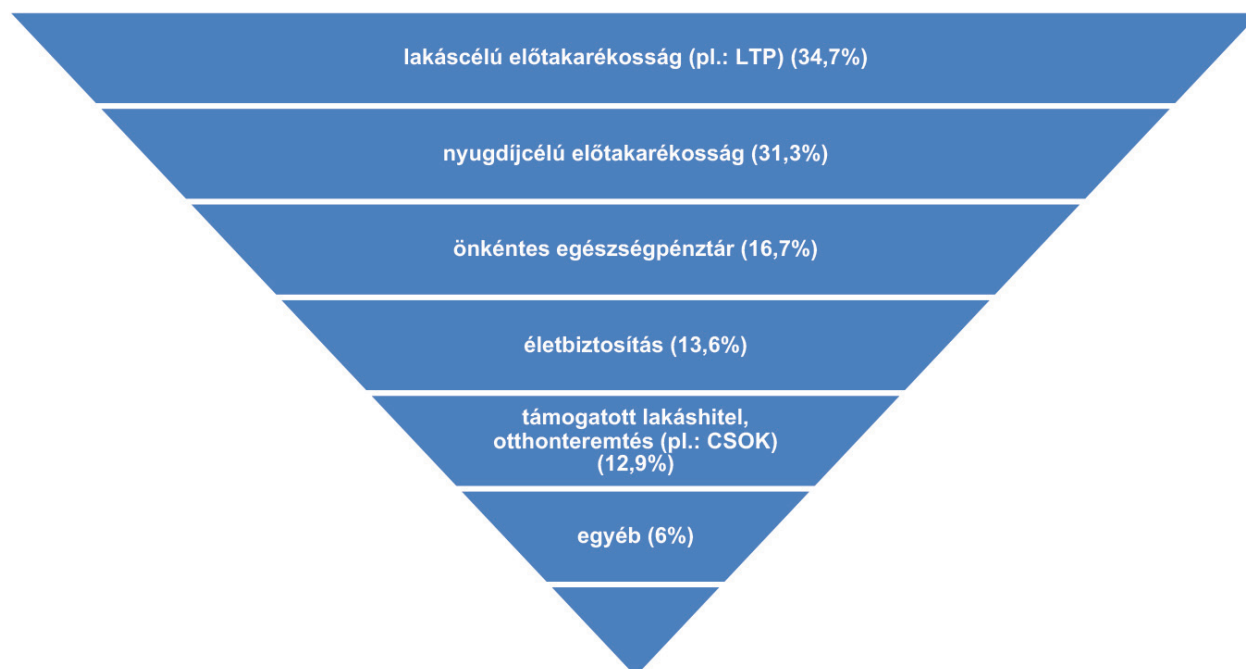 lakáscélú előtakarékosság (pl.: LTP) (34,7%)
nyugdíjcélú előtakarékosság (31,3%)
önkéntes egészségpénztár (16,7%)
életbiztosítás (13,6%)
támogatott lakáshitel,
otthonteremtés (pl.: CSOK)
(12,9%)
egyéb (6%)